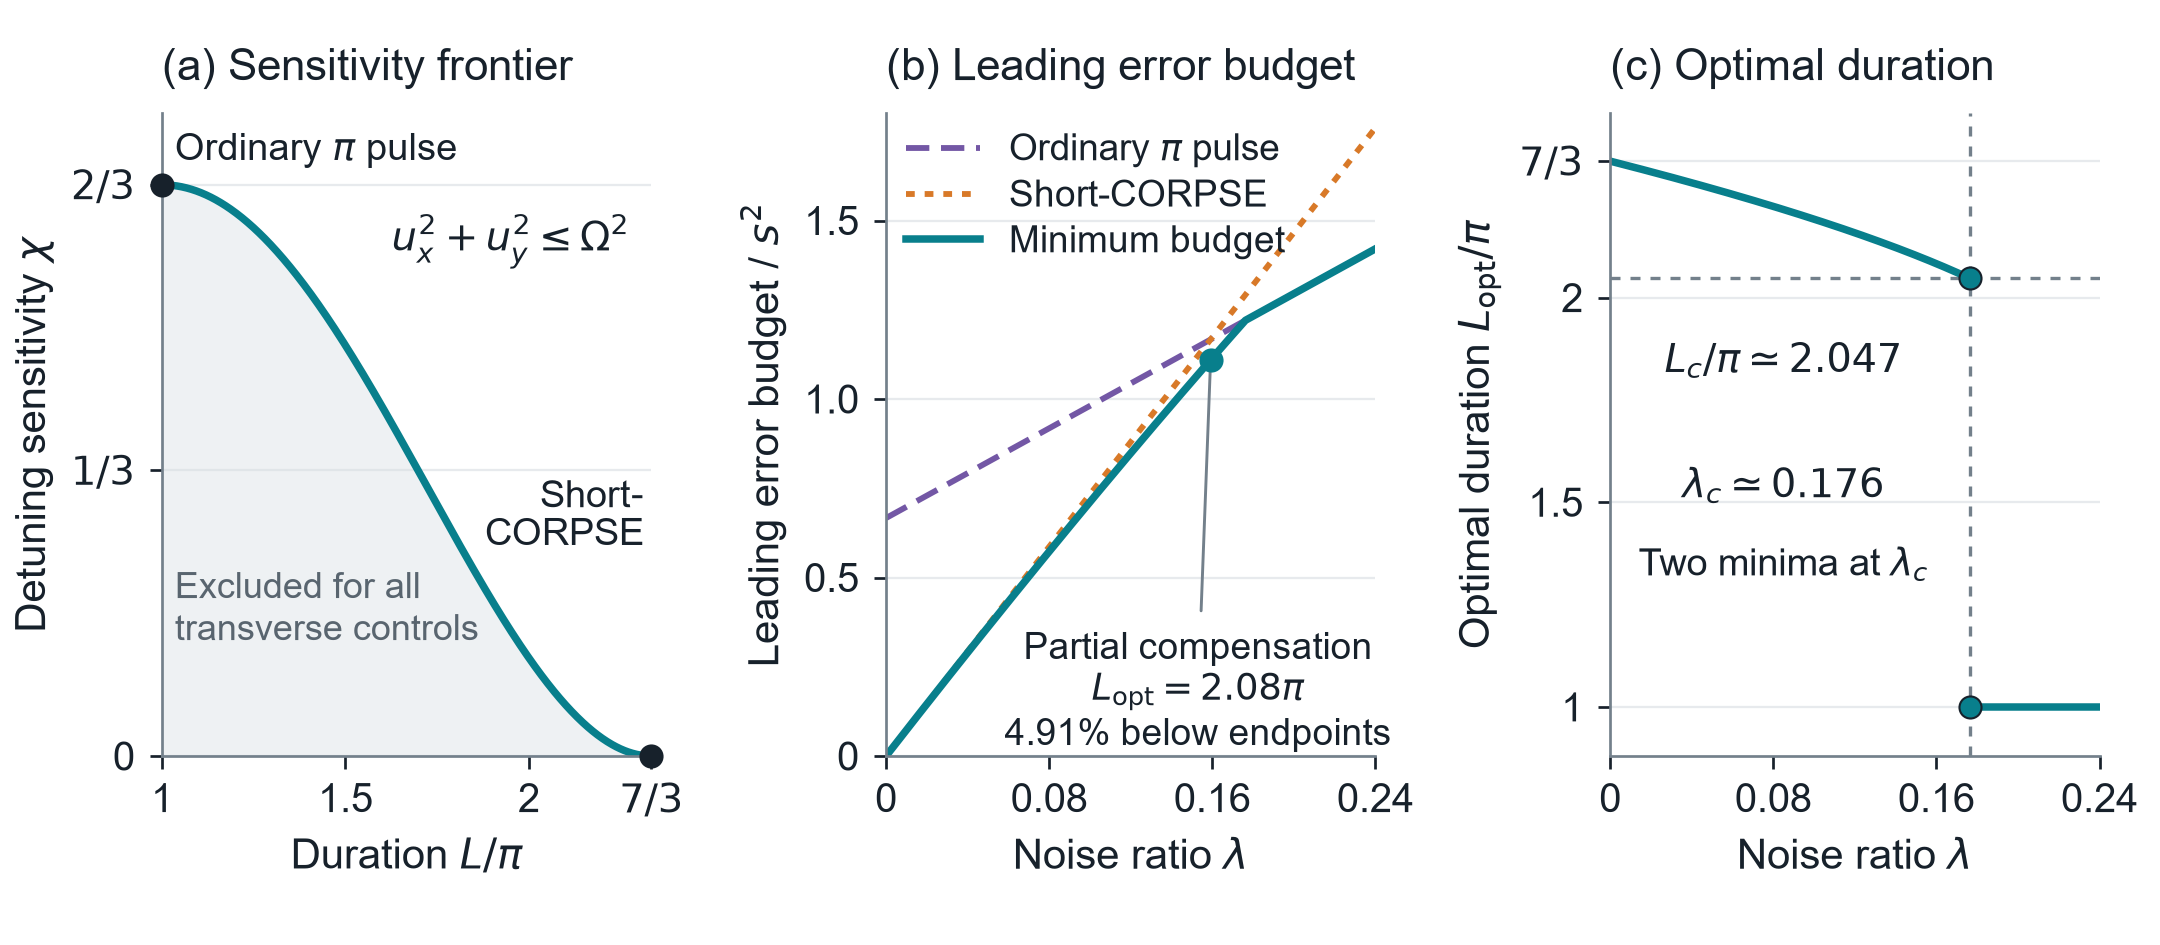 (a) Sensitivity frontier
Ordinary π pulse
u_x^2 + u_y^2 ≤ Ω^2
Short-
CORPSE
Excluded for all
transverse controls
Detuning sensitivity χ
2/3
1/3
0
1
1.5
2
7/3
Duration L/π
(b) Leading error budget
Ordinary π pulse
Short-CORPSE
Minimum budget
Partial compensation
L_opt = 2.08π
4.91% below endpoints
Leading error budget / s^2
1.5
1.0
0.5
0
0
0.08
0.16
0.24
Noise ratio λ
(c) Optimal duration
L_c/π ≃ 2.047
λ_c ≃ 0.176
Two minima at λ_c
Optimal duration L_opt/π
7/3
2
1.5
1
0
0.08
0.16
0.24
Noise ratio λ